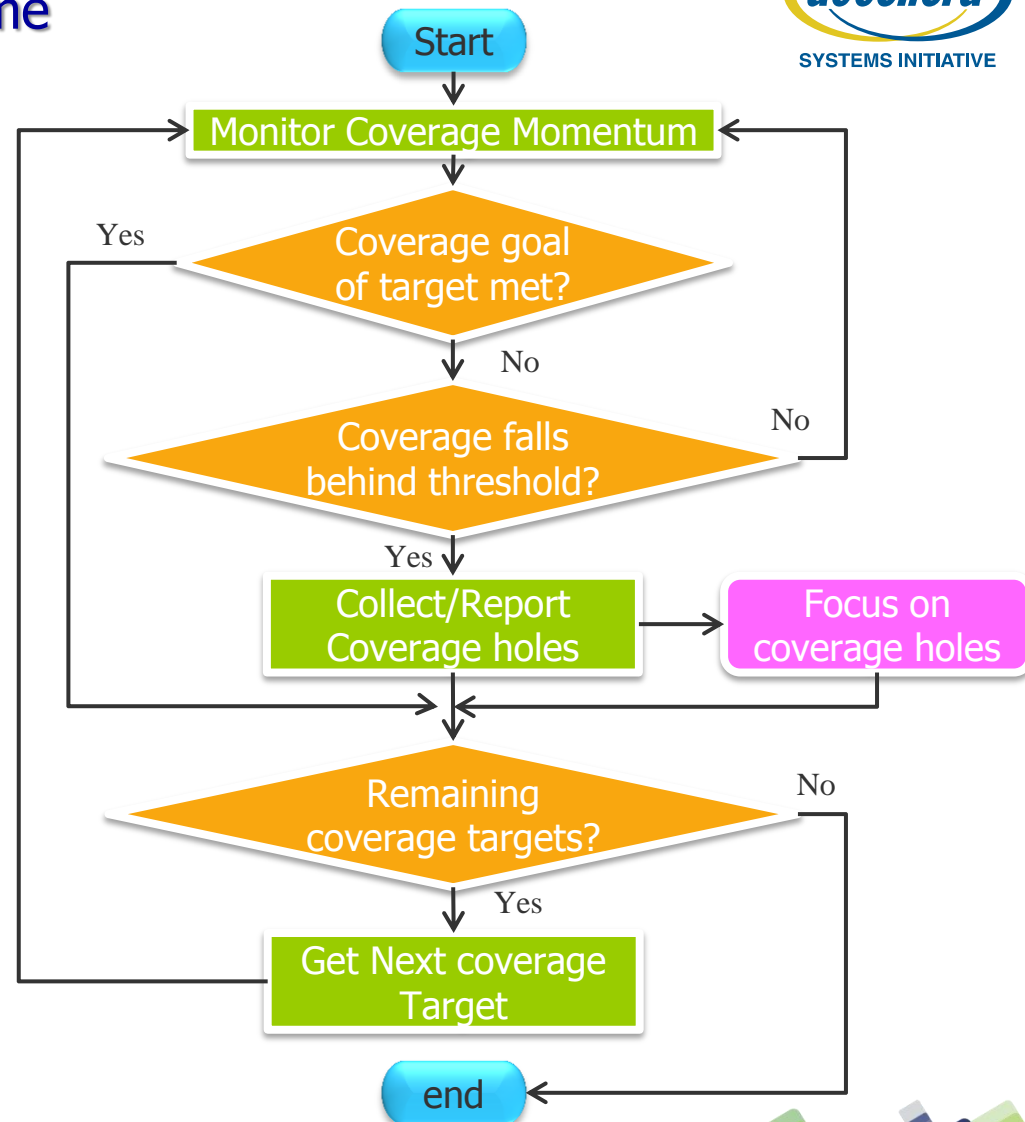 Start
SYSTEMS INITIATIVE
Monitor Coverage Momentum
Yes
Coverage goal
of target met?
No
No
Coverage falls
behind threshold?
Yes
Collect/Report
Coverage holes
Focus on
coverage holes
Remaining
coverage targets?
No
Yes
Get Next coverage
Target
end